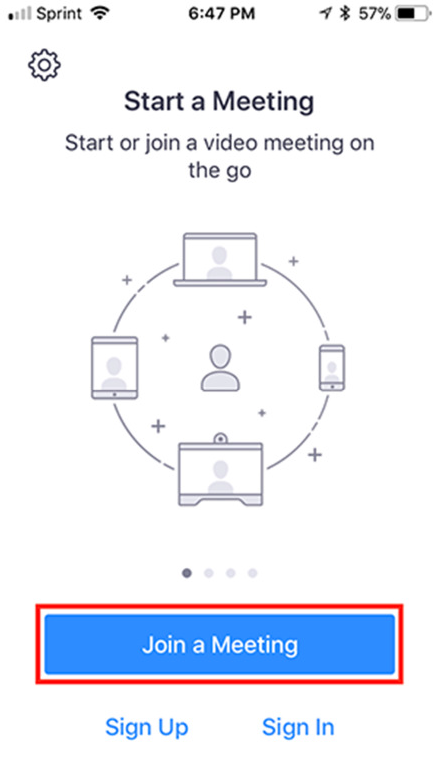 Sprint 6:47 PM 57%
Start a Meeting
Start or join a video meeting on
the go
Join a Meeting
Sign Up Sign In